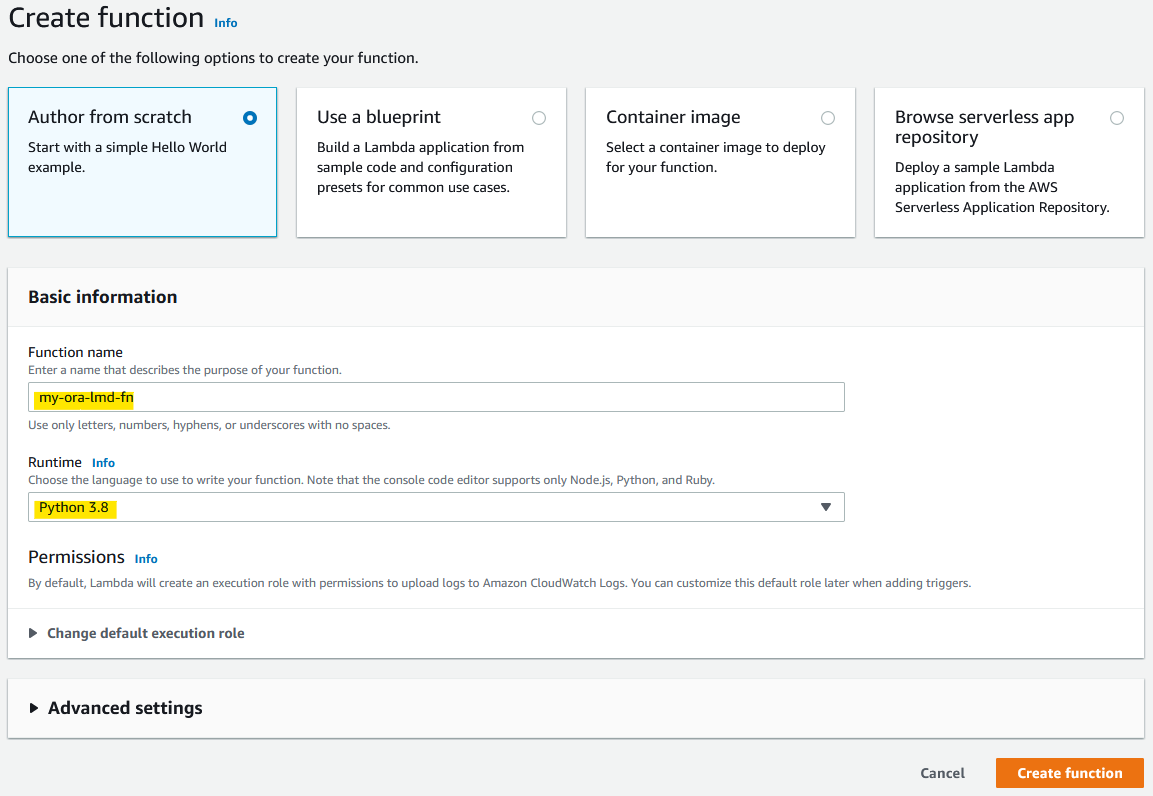 Create function Info
Choose one of the following options to create your function.
Author from scratch
Start with a simple Hello World
example.
Use a blueprint
Build a Lambda application from
sample code and configuration
presets for common use cases.
Container image
Select a container image to deploy
for your function.
Browse serverless app
repository
Deploy a sample Lambda
application from the AWS
Serverless Application Repository.
Basic information
Function name
Enter a name that describes the purpose of your function.
my-ora-lmd-fn
Use only letters, numbers, hyphens, or underscores with no spaces.
Runtime Info
Choose the language to use to write your function. Note that the console code editor supports only Node.js, Python, and Ruby.
Python 3.8
Permissions Info
By default, Lambda will create an execution role with permissions to upload logs to Amazon CloudWatch Logs. You can customize this default role later when adding triggers.
Change default execution role
Advanced settings
Cancel
Create function